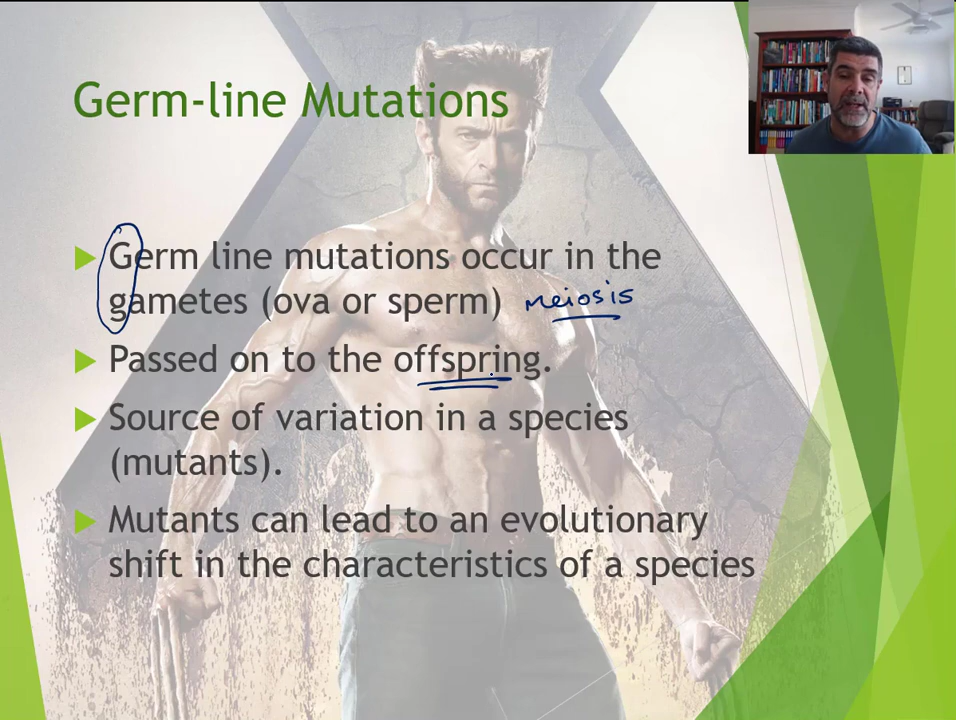 Germ-line Mutations
Germ line mutations occur in the
gametes (ova or sperm) meiosis
Passed on to the offspring.
Source of variation in a species
(mutants).
Mutants can lead to an evolutionary
shift in the characteristics of a species